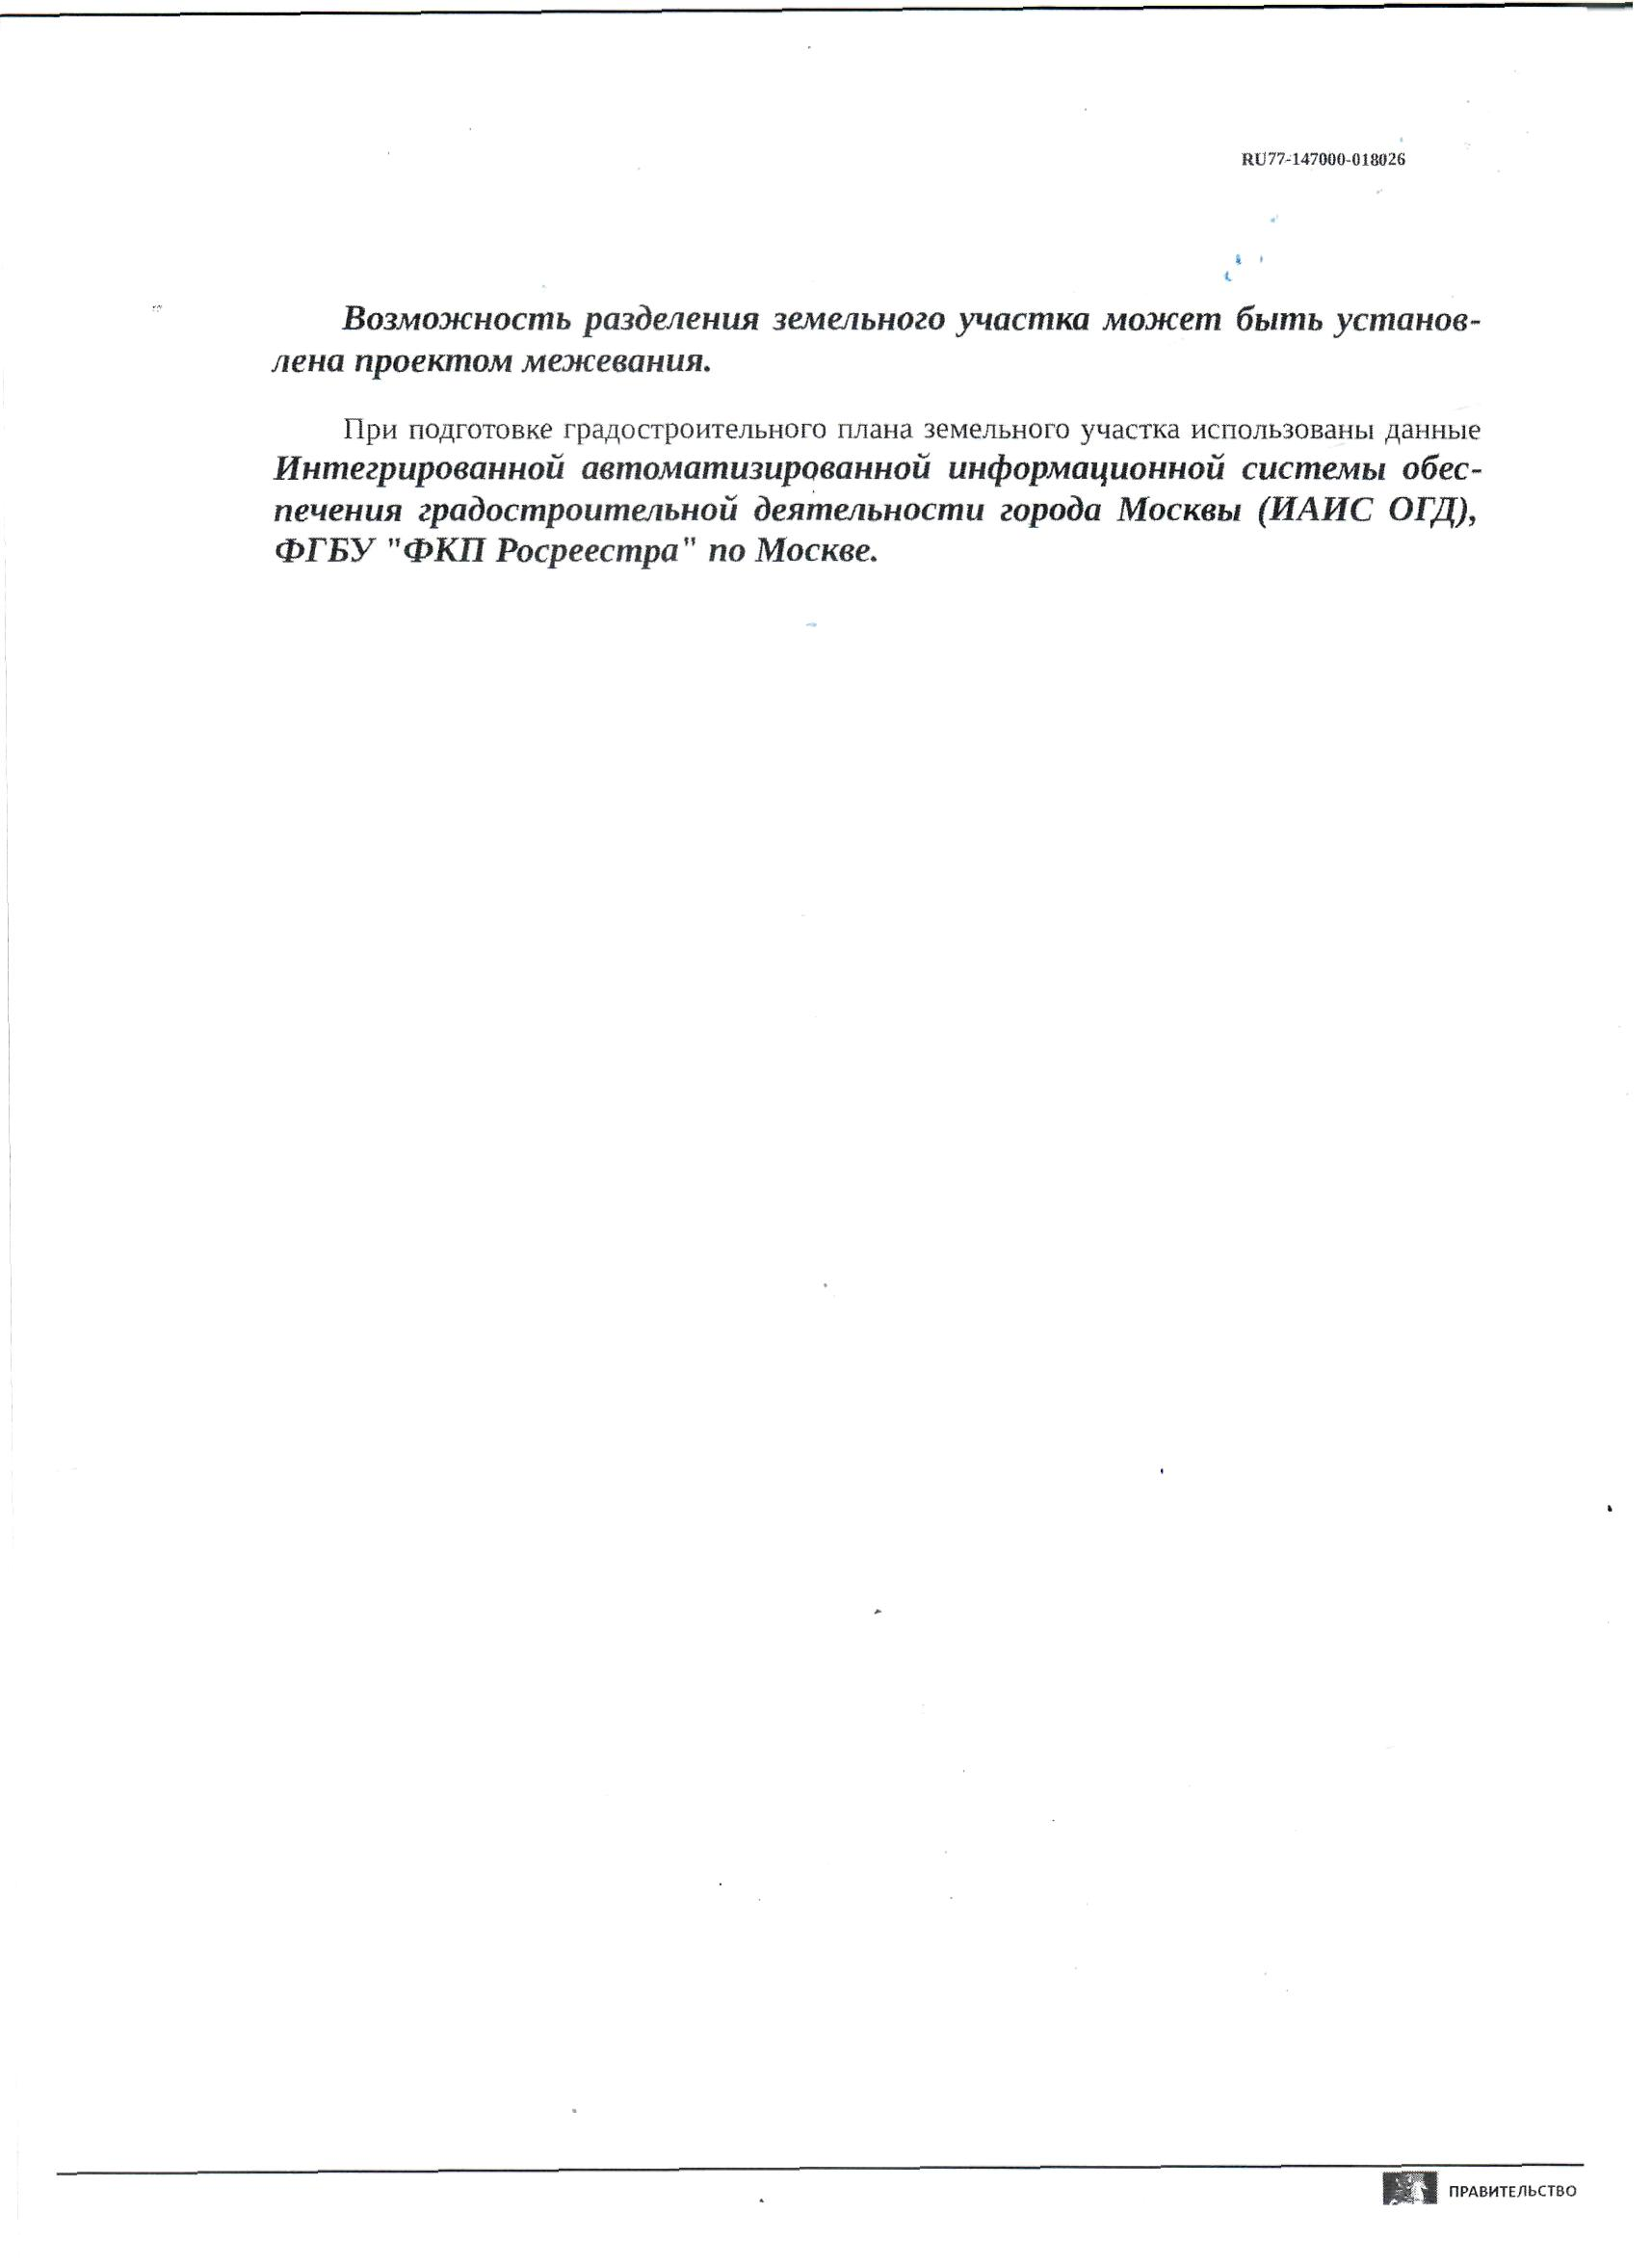 RU77-147000-018026
Возможность разделения земельного участка может быть установ-
лена проектом межевания.
При подготовке градостроительного плана земельного участка использованы данные
Интегрированной автоматизированной информационной системы обес-
печения градостроительной деятельности города Москвы (ИАИС ОГД),
ФГБУ "ФКП Росреестра" по Москве.
ПРАВИТЕЛЬСТВО